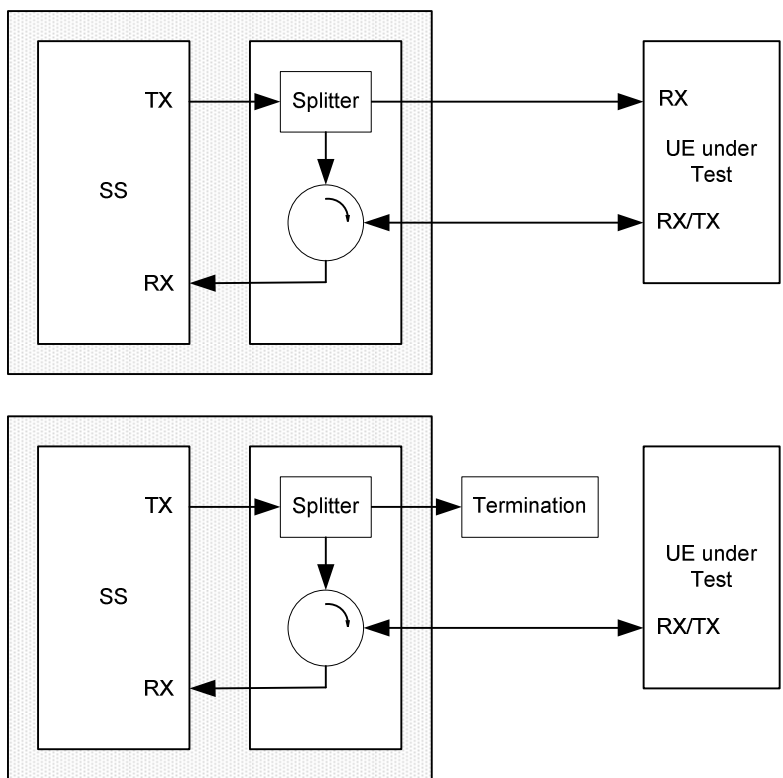 TX
Splitter
RX
SS
UE under
Test
RX/TX
RX
TX
Splitter
Termination
SS
UE under
Test
RX/TX
RX